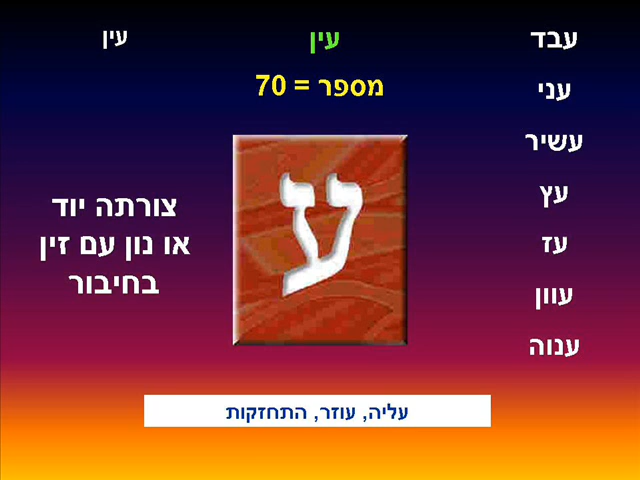 עבד
עני
עשיר
עץ
עז
עוון
ענוה
עין
מספר = 70
ע
עין
צורתה יוד
או נון עם זין
בחיבור
עליה, עוזר, התחזקות